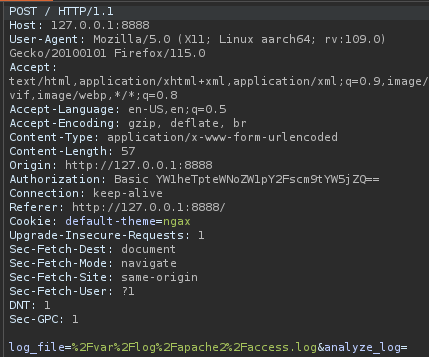 POST / HTTP/1.1
Host: 127.0.0.1:8888
User-Agent: Mozilla/5.0 (X11; Linux aarch64; rv:109.0)
Gecko/20100101 Firefox/115.0
Accept:
text/html,application/xhtml+xml,application/xml;q=0.9,image/
vif,image/webp,*/*;q=0.8
Accept-Language: en-US,en;q=0.5
Accept-Encoding: gzip, deflate, br
Content-Type: application/x-www-form-urlencoded
Content-Length: 57
Origin: http://127.0.0.1:8888
Authorization: Basic YW1heTpteWNoZW1pY2Fscm9tYW5jZQ==
Connection: keep-alive
Referer: http://127.0.0.1:8888/
Cookie: default-theme=ngax
Upgrade-Insecure-Requests: 1
Sec-Fetch-Dest: document
Sec-Fetch-Mode: navigate
Sec-Fetch-Site: same-origin
Sec-Fetch-User: ?1
DNT: 1
Sec-GPC: 1
log_file=%2Fvar%2Flog%2Fapache2%2Faccess.log&analyze_log=